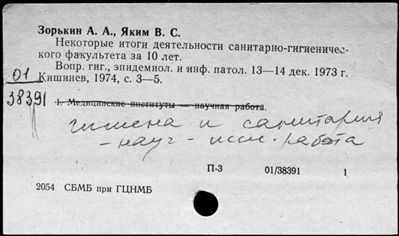 Зорькин А. А., Яким В. С.
Некоторые итоги деятельности санитарно-гигиеничес-
кого факультета за 10 лет.
Вопр. гиг., эпидемиол. и инф. патол. 13—14 дек. 1973 г.
Кишинев, 1974, с. 3—5.
01
38391
1. Медицинские институты — научная работа.
гигиена и санитария
- науч - иссл. работа
П-3 01/38391 1
2054 СБМБ при ГЦНМБ